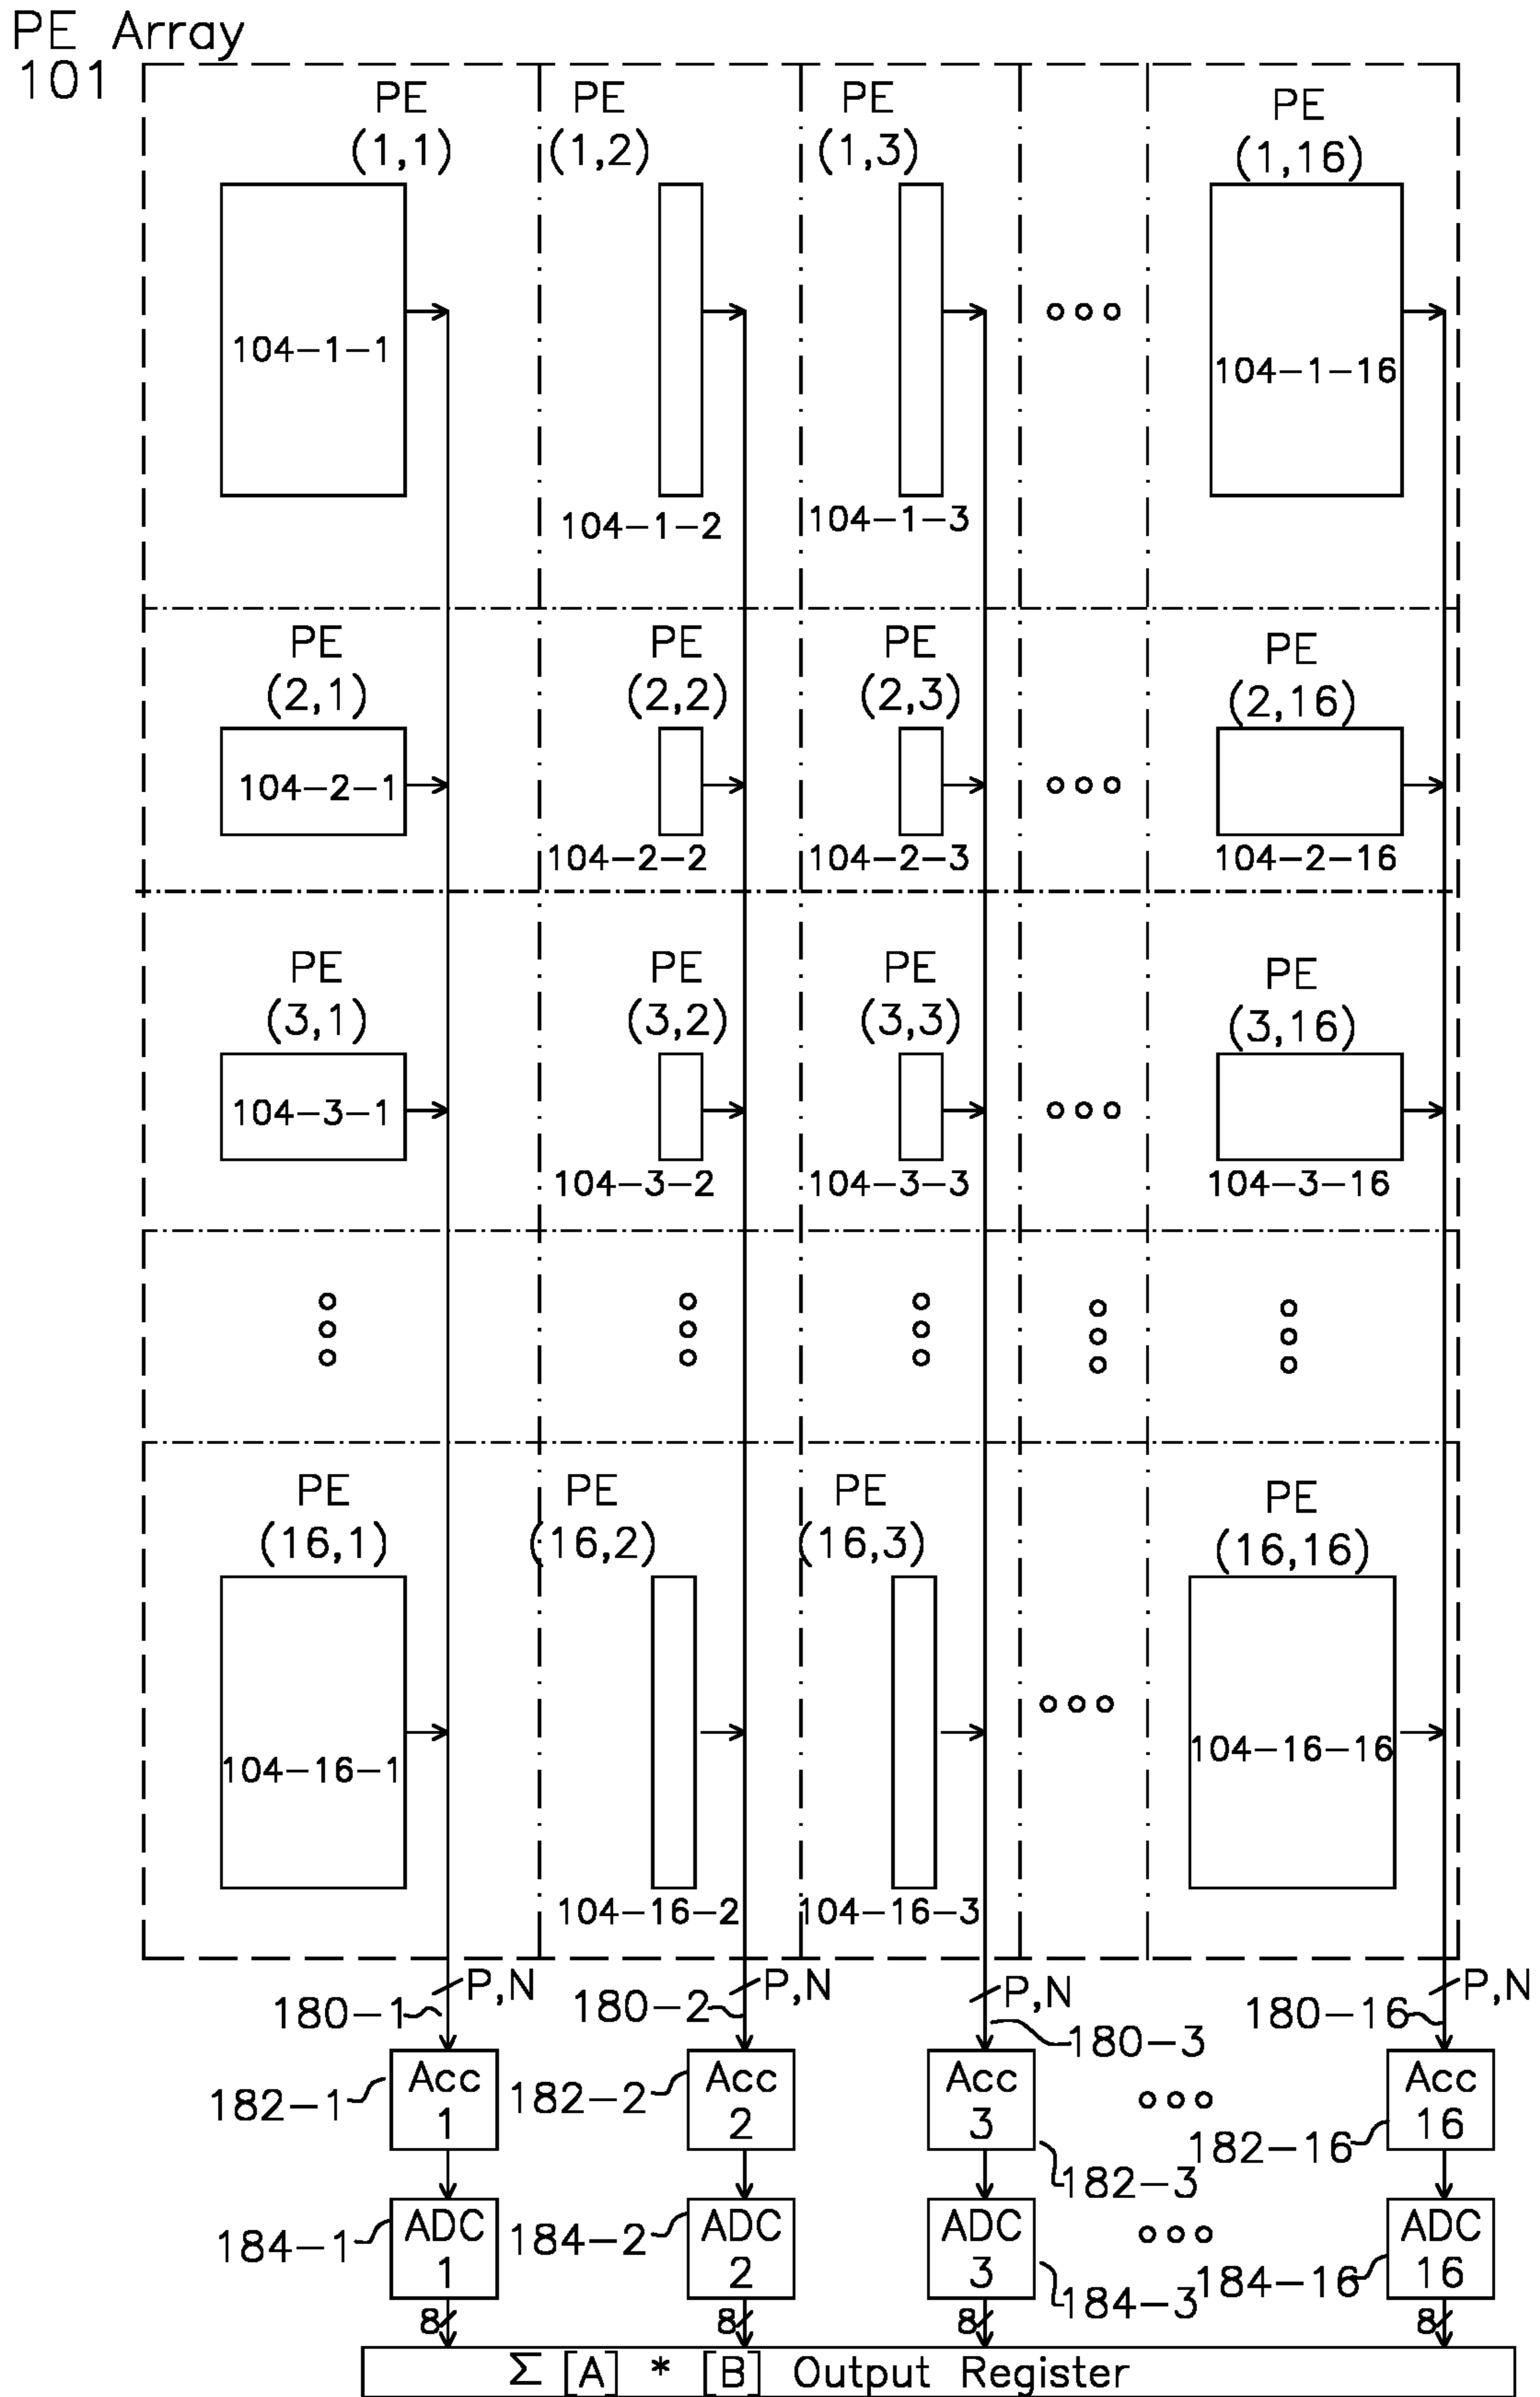 PE Array
101
PE PE PE PE
(1,1) (1,2) (1,3) (1,16)
104-1-1 104-1-16
104-1-2 104-1-3
PE PE PE PE
(2,1) (2,2) (2,3) (2,16)
104-2-1
104-2-2 104-2-3 104-2-16
PE PE PE PE
(3,1) (3,2) (3,3) (3,16)
104-3-1
104-3-2 104-3-3 104-3-16
PE PE PE PE
(16,1) (16,2) (16,3) (16,16)
104-16-1 104-16-16
104-16-2 104-16-3
P,N P,N P,N P,N
180-1 180-2 180-3 180-16
Acc Acc Acc Acc
1 2 3 16
182-1 182-2 182-3 182-16
ADC ADC ADC ADC
1 2 3 16
184-1 184-2 184-3 184-16
8 8 8 8
Σ [A] * [B] Output Register